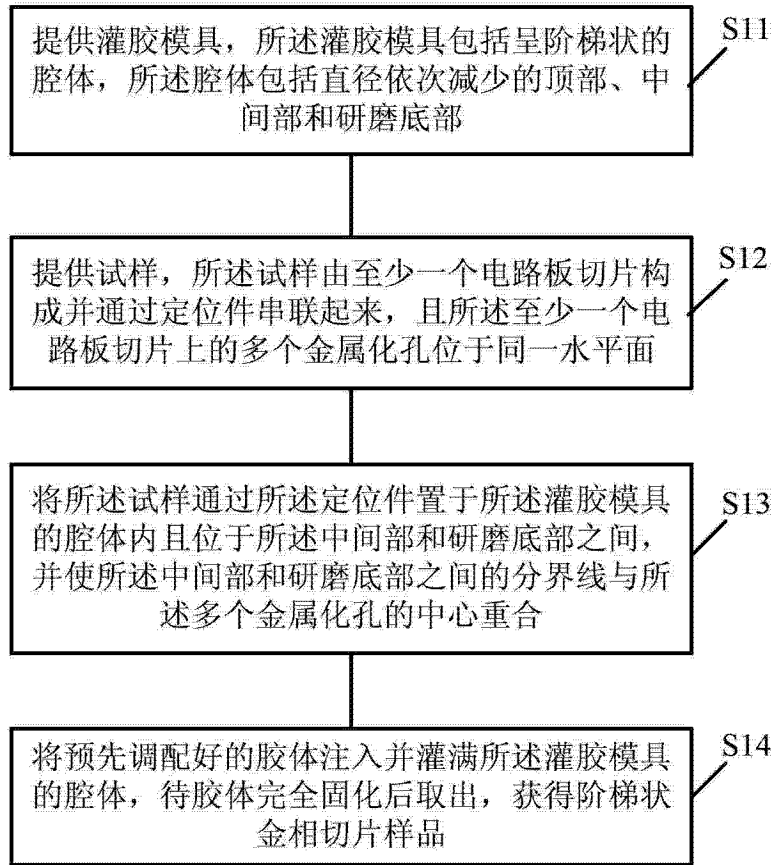 提供灌胶模具，所述灌胶模具包括呈阶梯状的
腔体，所述腔体包括直径依次减少的顶部、中
间部和研磨底部
S11
提供试样，所述试样由至少一个电路板切片构
成并通过定位件串联起来，且所述至少一个电
路板切片上的多个金属化孔位于同一水平面
S12
将所述试样通过所述定位件置于所述灌胶模具
的腔体内且位于所述中间部和研磨底部之间，
并使所述中间部和研磨底部之间的分界线与所
述多个金属化孔的中心重合
S13
将预先调配好的胶体注入并灌满所述灌胶模具
的腔体，待胶体完全固化后取出，获得阶梯状
金相切片样品
S14